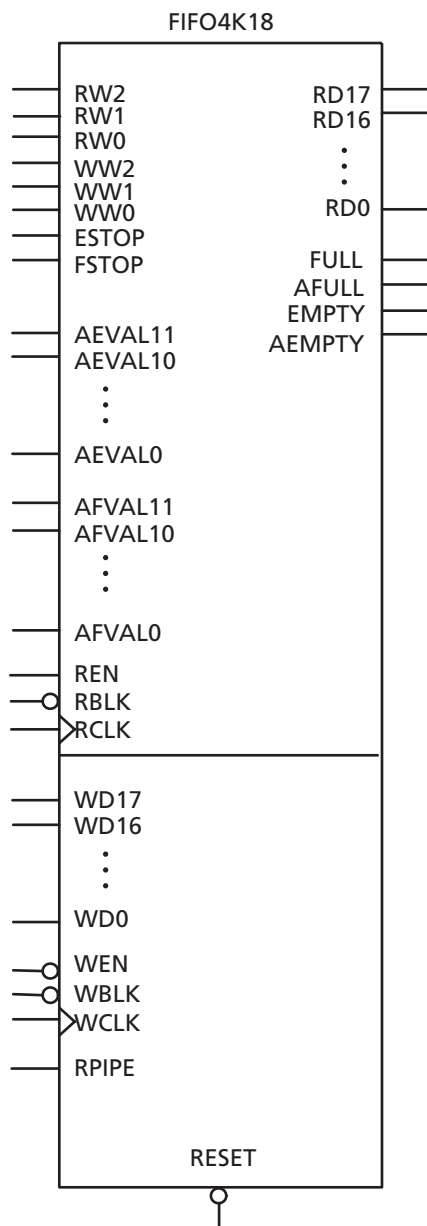 FIFO4K18
RW2
RW1
RW0
WW2
WW1
WW0
ESTOP
FSTOP
AEVAL11
AEVAL10
AEVAL0
AFVAL11
AFVAL10
AFVAL0
REN
RBLK
RCLK
WD17
WD16
WD0
WEN
WBLK
WCLK
RPIPE
RD17
RD16
RD0
FULL
AFULL
EMPTY
AEMPTY
RESET